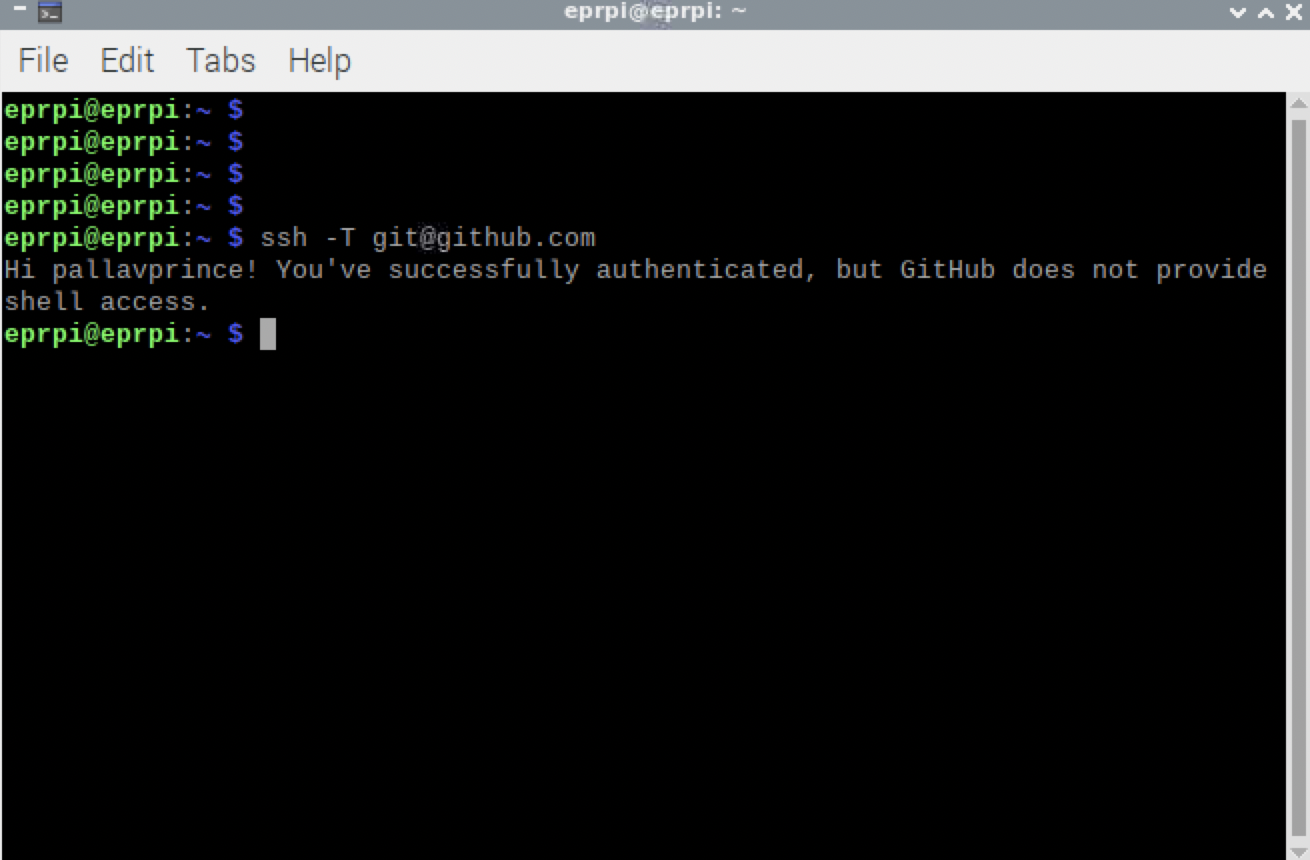 eprpi@eprpi: ~
File Edit Tabs Help
eprpi@eprpi:~ $
eprpi@eprpi:~ $
eprpi@eprpi:~ $
eprpi@eprpi:~ $
eprpi@eprpi:~ $ ssh -T git@github.com
Hi pallavprince! You've successfully authenticated, but GitHub does not provide
shell access.
eprpi@eprpi:~ $